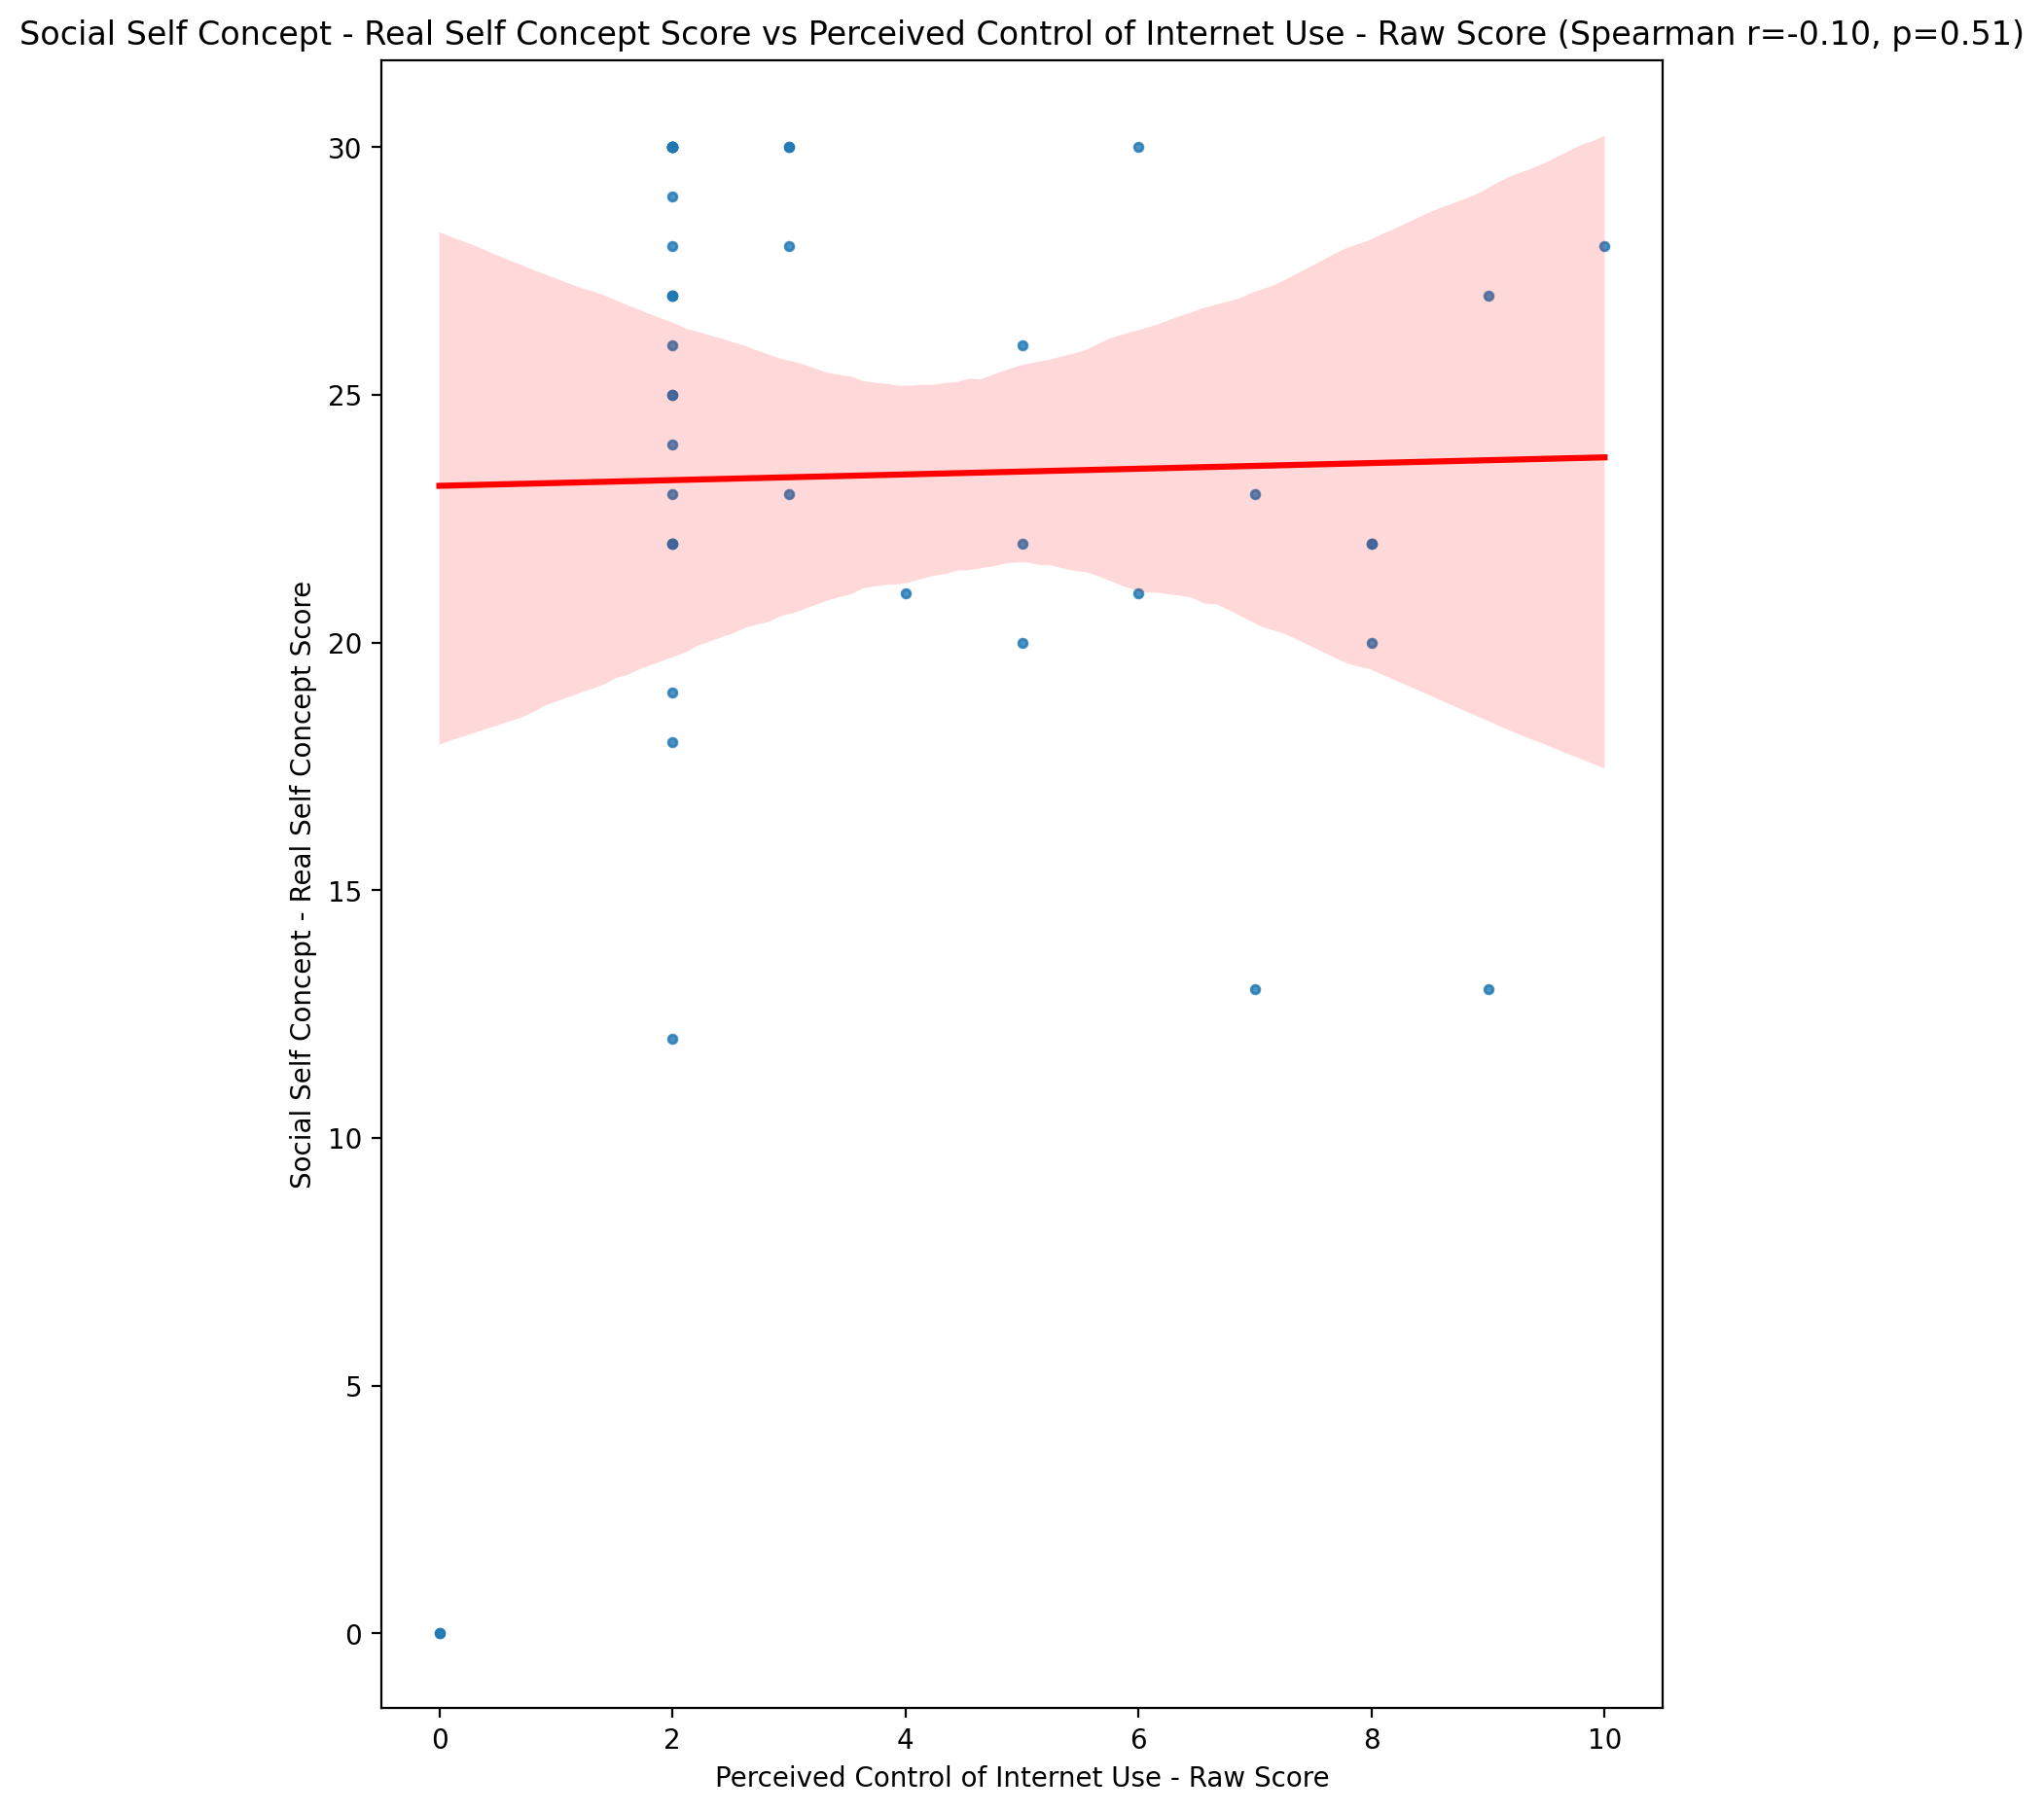 Social Self Concept - Real Self Concept Score vs Perceived Control of Internet Use - Raw Score (Spearman r=-0.10, p=0.51)
Social Self Concept - Real Self Concept Score
30
25
20
15
10
5
0
0 2 4 6 8 10
Perceived Control of Internet Use - Raw Score